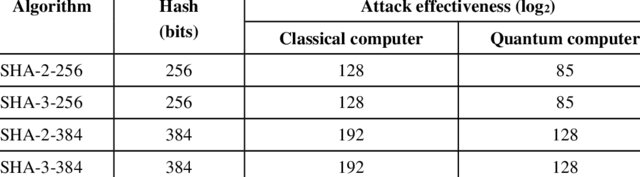 Algorithm Hash (bits) Attack effectiveness (log₂)
Classical computer Quantum computer
SHA-2-256 256 128 85
SHA-3-256 256 128 85
SHA-2-384 384 192 128
SHA-3-384 384 192 128